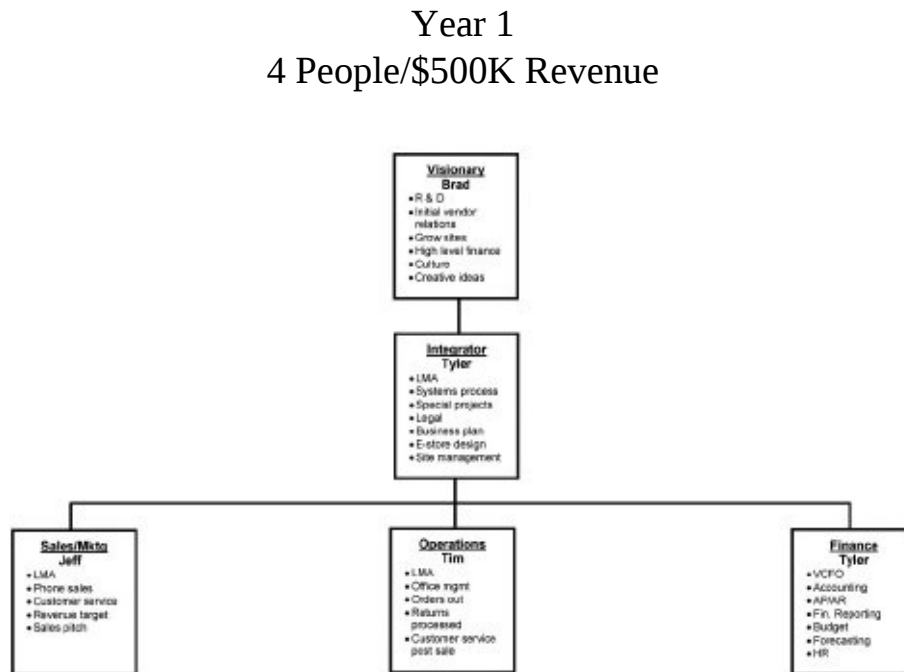 Year 1
4 People/$500K Revenue
Visionary
Brad
• R & D
• Initial vendor
relations
• Grow sites
• High level finance
• Culture
• Creative ideas
Integrator
Tyler
• LMA
• Systems process
• Special projects
• Legal
• Business plan
• E-store design
• Site management
Sales/Mktg
Jeff
• LMA
• Phone sales
• Customer service
• Revenue target
• Sales pitch
Operations
Tim
• LMA
• Office mgmt
• Orders out
• Returns
processed
• Customer service
post sale
Finance
Tyler
• VCFO
• Accounting
• AP/AR
• Fin. Reporting
• Budget
• Forecasting
• HR